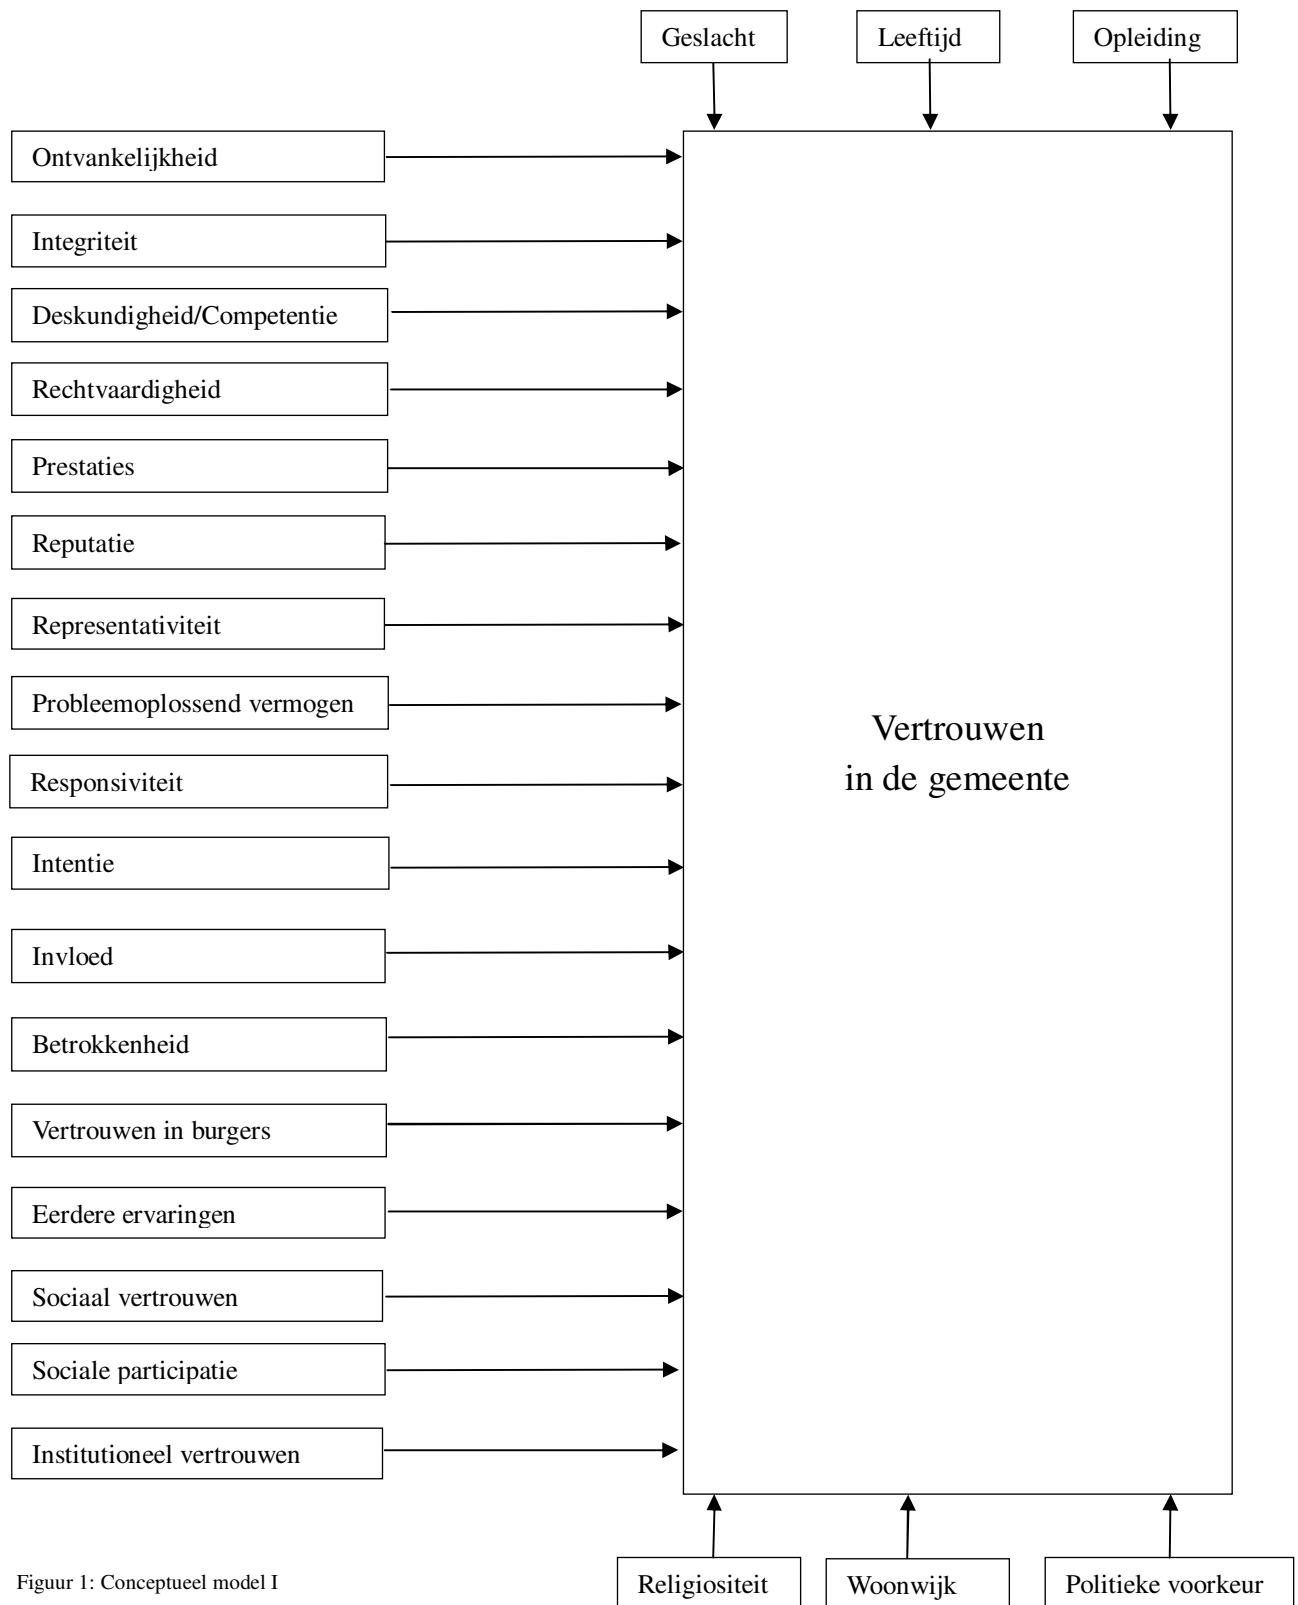 Geslacht
Leeftijd
Opleiding
Ontvankelijkheid
Integriteit
Deskundigheid/Competentie
Rechtvaardigheid
Prestaties
Reputatie
Representativiteit
Probleemoplossend vermogen
Responsiviteit
Intentie
Invloed
Betrokkenheid
Vertrouwen in burgers
Eerdere ervaringen
Sociaal vertrouwen
Sociale participatie
Institutioneel vertrouwen
Vertrouwen
in de gemeente
Religiositeit
Woonwijk
Politieke voorkeur
Figuur 1: Conceptueel model I